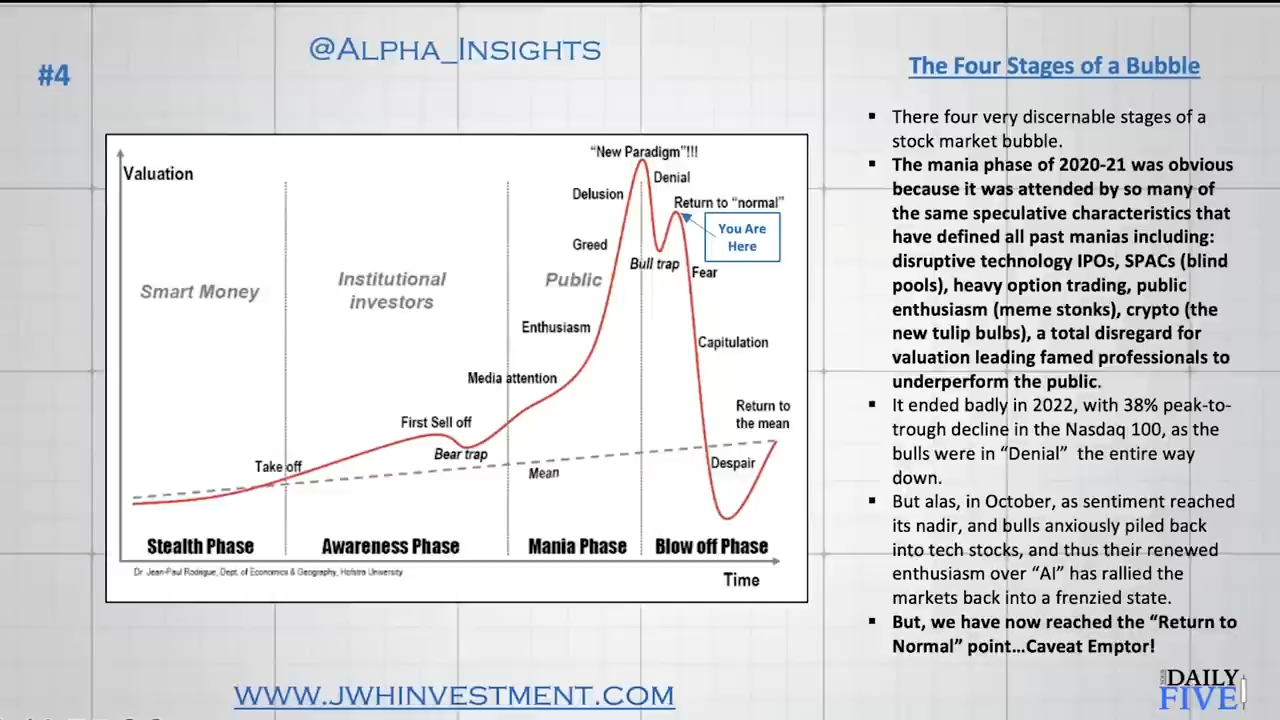 @ALPHA_INSIGHTS
#4
The Four Stages of a Bubble
Valuation
"New Paradigm"!!!
Denial
Delusion
Return to "normal"
You Are
Here
Greed
Bull trap
Fear
Smart Money
Institutional
investors
Public
Enthusiasm
Capitulation
Media attention
First Sell off
Return to
the mean
Bear trap
Take off
Mean
Despair
Stealth Phase
Awareness Phase
Mania Phase
Blow off Phase
Dr. Jean-Paul Rodrigue, Dept. of Economics & Geography, Hofstra University
Time
▪ There four very discernable stages of a
stock market bubble.
▪ The mania phase of 2020-21 was obvious
because it was attended by so many of
the same speculative characteristics that
have defined all past manias including:
disruptive technology IPOs, SPACs (blind
pools), heavy option trading, public
enthusiasm (meme stonks), crypto (the
new tulip bulbs), a total disregard for
valuation leading famed professionals to
underperform the public.
▪ It ended badly in 2022, with 38% peak-to-
trough decline in the Nasdaq 100, as the
bulls were in "Denial" the entire way
down.
▪ But alas, in October, as sentiment reached
its nadir, and bulls anxiously piled back
into tech stocks, and thus their renewed
enthusiasm over "AI" has rallied the
markets back into a frenzied state.
▪ But, we have now reached the "Return to
Normal" point…Caveat Emptor!
WWW.JWHINVESTMENT.COM
DAILY
FIVE